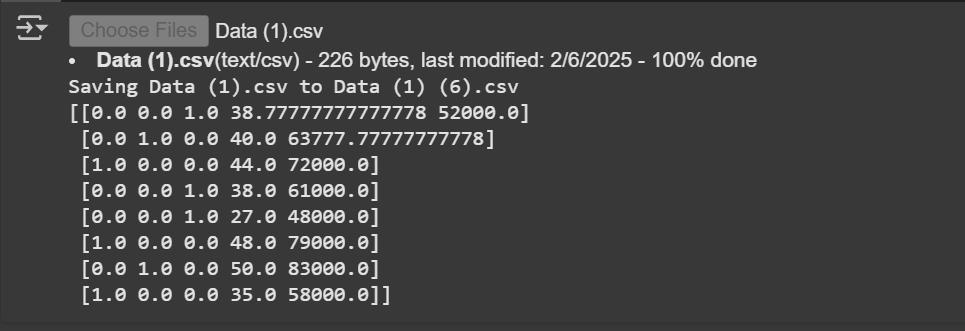 Choose Files Data (1).csv
• Data (1).csv(text/csv) - 226 bytes, last modified: 2/6/2025 - 100% done
Saving Data (1).csv to Data (1) (6).csv
[[0.0 0.0 1.0 38.77777777777778 52000.0]
[0.0 1.0 0.0 40.0 63777.77777777778]
[1.0 0.0 0.0 44.0 72000.0]
[0.0 0.0 1.0 38.0 61000.0]
[0.0 0.0 1.0 27.0 48000.0]
[1.0 0.0 0.0 48.0 79000.0]
[0.0 1.0 0.0 50.0 83000.0]
[1.0 0.0 0.0 35.0 58000.0]]